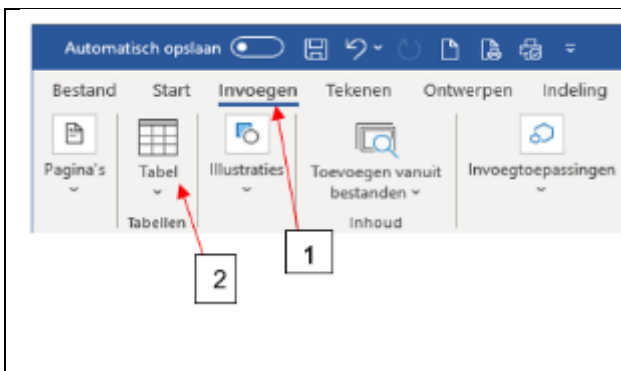 Automatisch opslaan
Bestand Start Invoegen Tekenen Ontwerpen Indeling
Pagina's Tabel Illustraties Toevoegen vanuit bestanden Invoegtoepassingen
Tabellen Inhoud
1
2